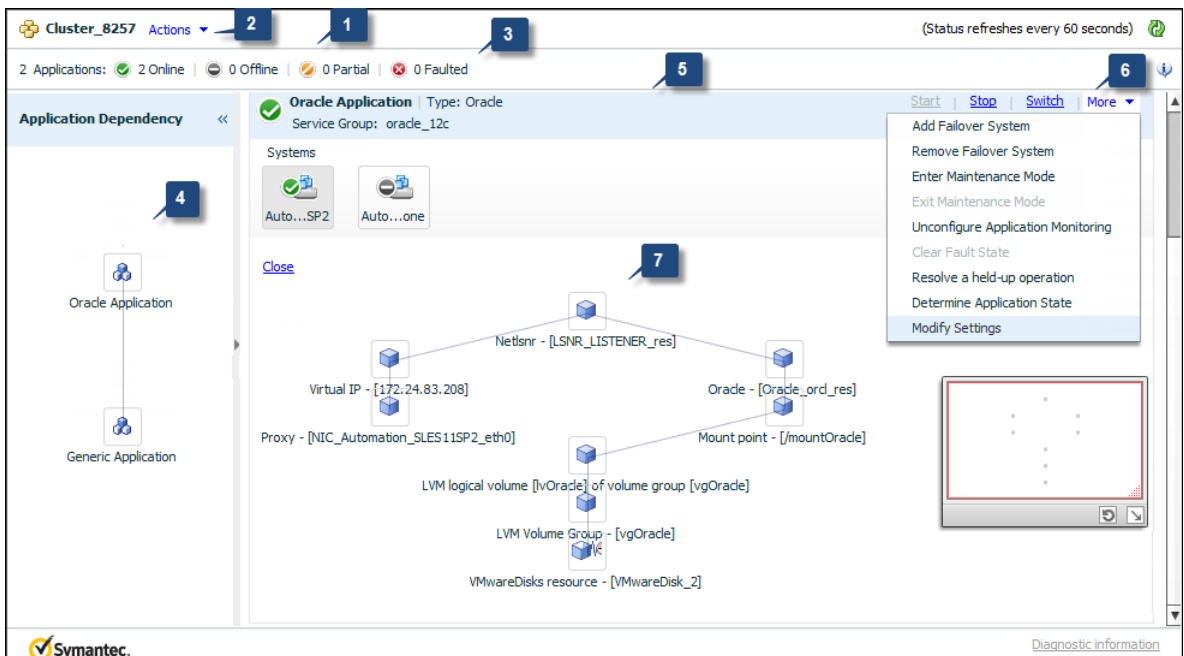 Cluster_8257 Actions 2 1 (Status refreshes every 60 seconds)
3
2 Applications: 2 Online | 0 Offline | 0 Partial | 0 Faulted 5 6
Application Dependency «
Oracle Application | Type: Oracle Start | Stop | Switch | More
Service Group: oracle_12c
Add Failover System
Remove Failover System
Enter Maintenance Mode
Exit Maintenance Mode
Unconfigure Application Monitoring
Clear Fault State
Resolve a held-up operation
Determine Application State
Modify Settings
Systems
Auto...SP2 Auto...one
4
Oracle Application
Generic Application
Close
7
Netlsnr - [LSNR_LISTENER_res]
Virtual IP - [172.24.83.208] Oracle - [Oracle_orcl_res]
Proxy - [NIC_Automation_SLES11SP2_eth0] Mount point - [/mountOracle]
LVM logical volume [lvOracle] of volume group [vgOracle]
LVM Volume Group - [vgOracle]
VMwareDisks resource - [VMwareDisk_2]
Symantec. Diagnostic information